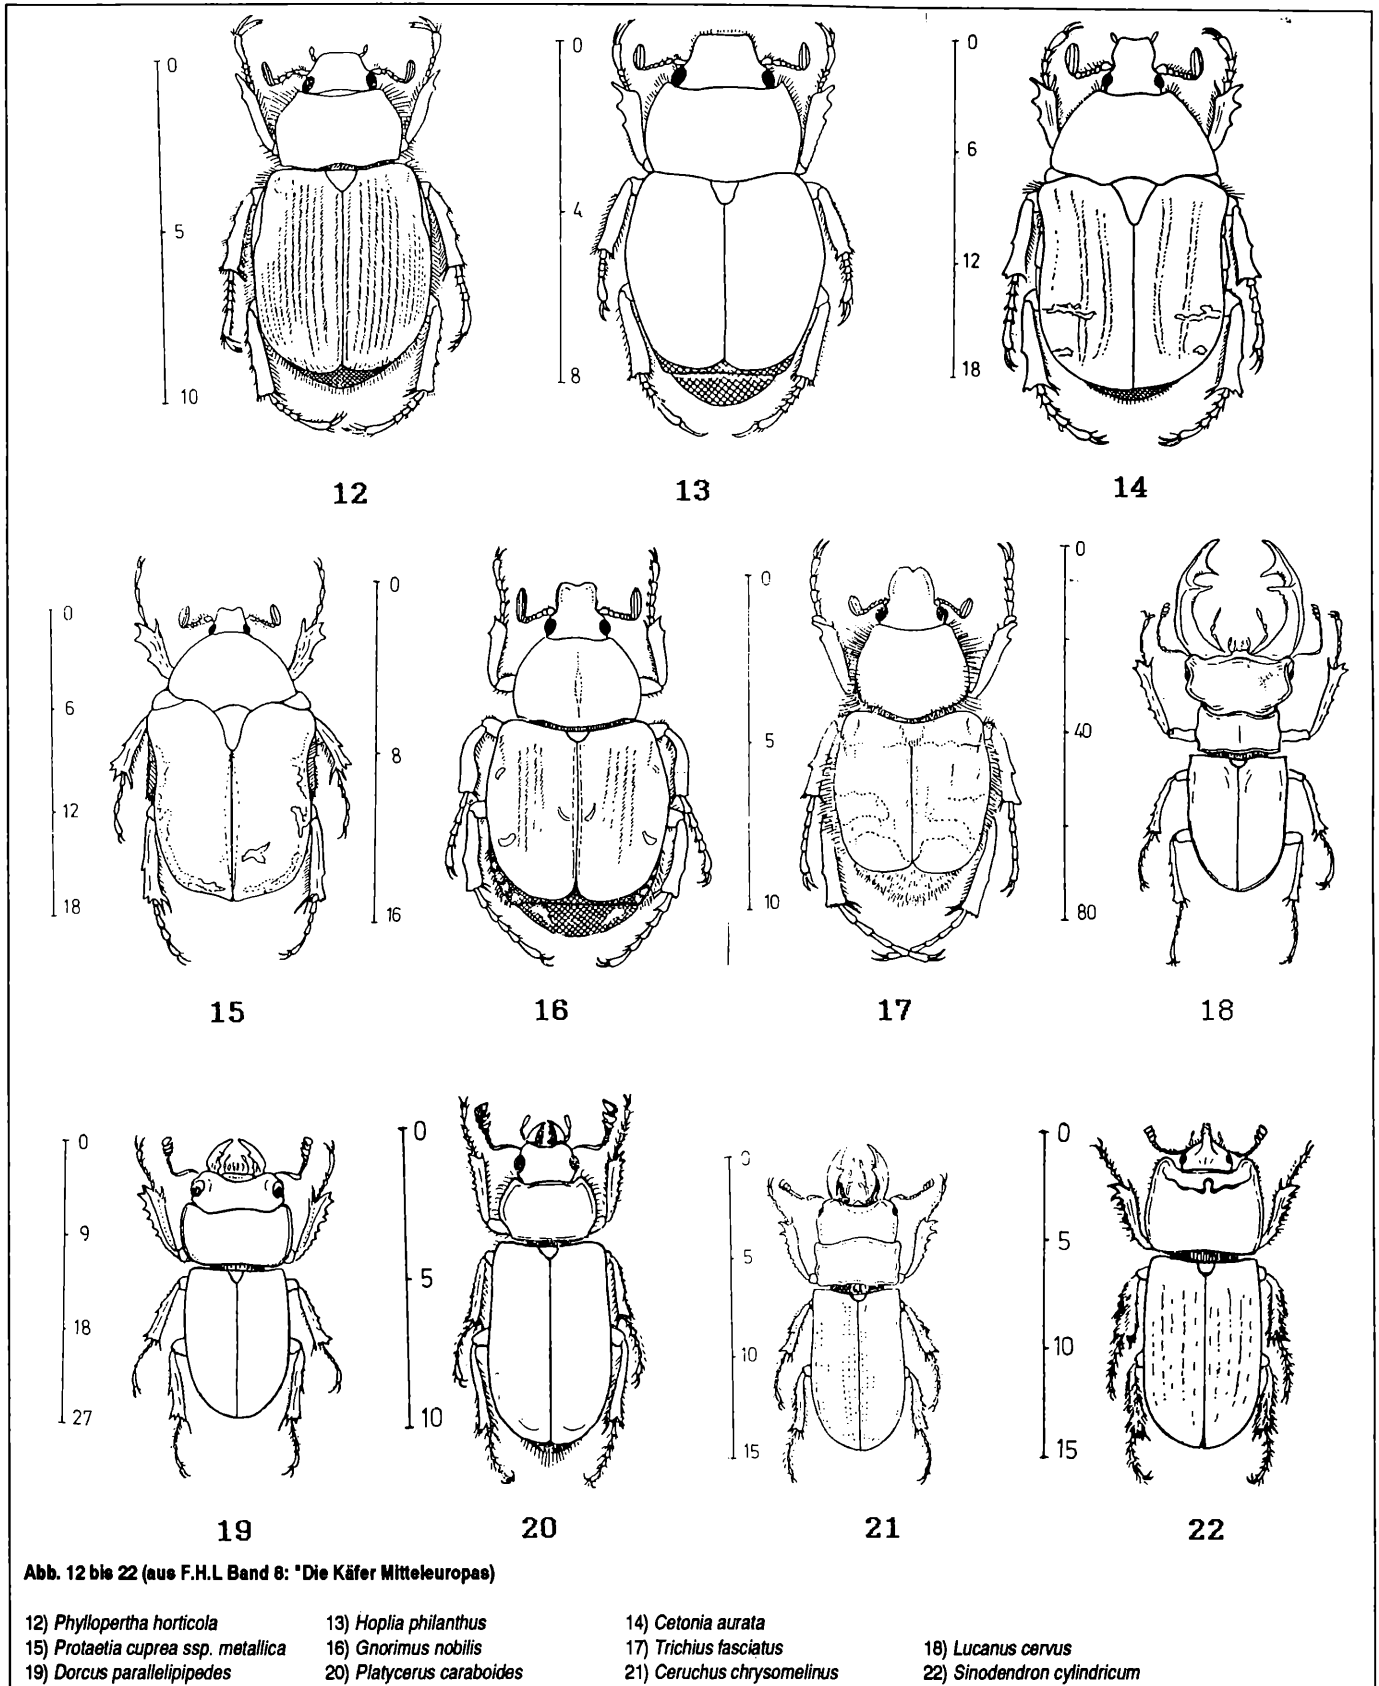 0 0 0
5 4 6
10 8 12
18
12 13 14
0 0 0 0
6 8 5 40
12 16 10 80
18
15 16 17 18
0 0 0 0
9 5 5 5
18 10 10 10
27 15 15
19 20 21 22
Abb. 12 bis 22 (aus F.H.L Band 8: "Die Käfer Mitteleuropas)
12) Phyllopertha horticola 13) Hoplia philanthus 14) Cetonia aurata
15) Protaetia cuprea ssp. metallica 16) Gnorimus nobilis 17) Trichius fasciatus 18) Lucanus cervus
19) Dorcus parallelipipedes 20) Platycerus caraboides 21) Ceruchus chrysomelinus 22) Sinodendron cylindricum